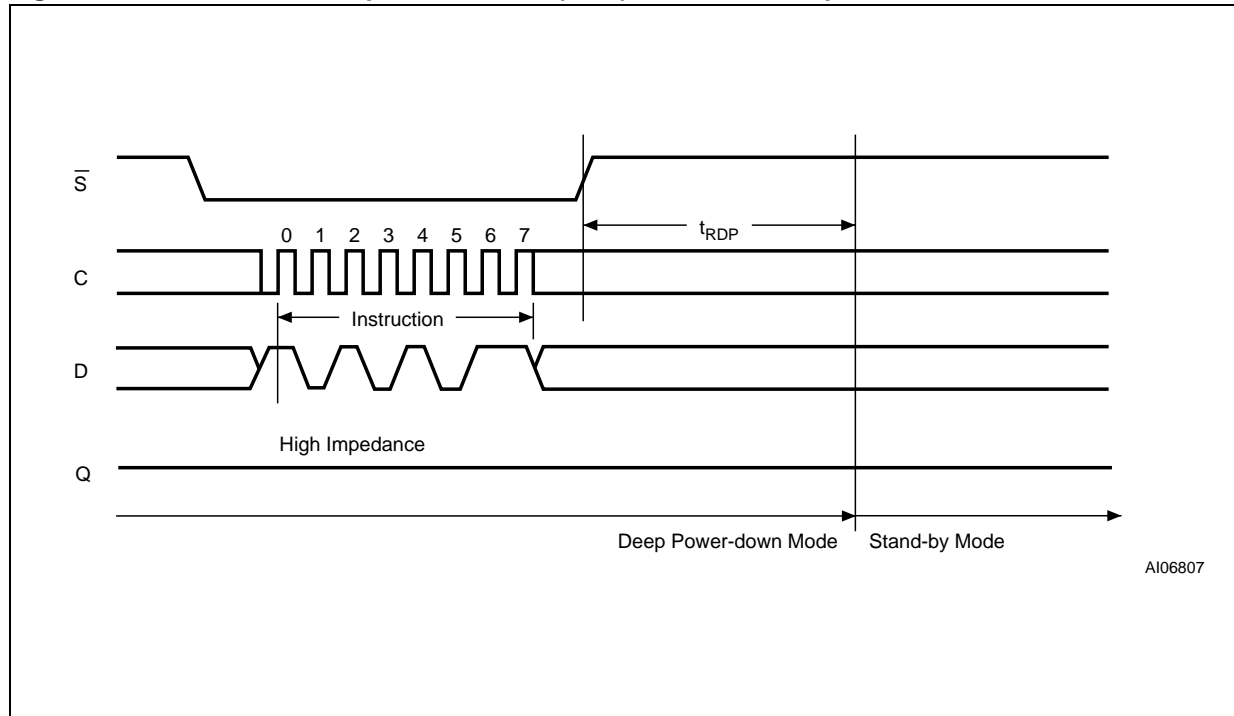 S
0 1 2 3 4 5 6 7
tRDP
C
Instruction
D
High Impedance
Q
Deep Power-down Mode Stand-by Mode
AI06807